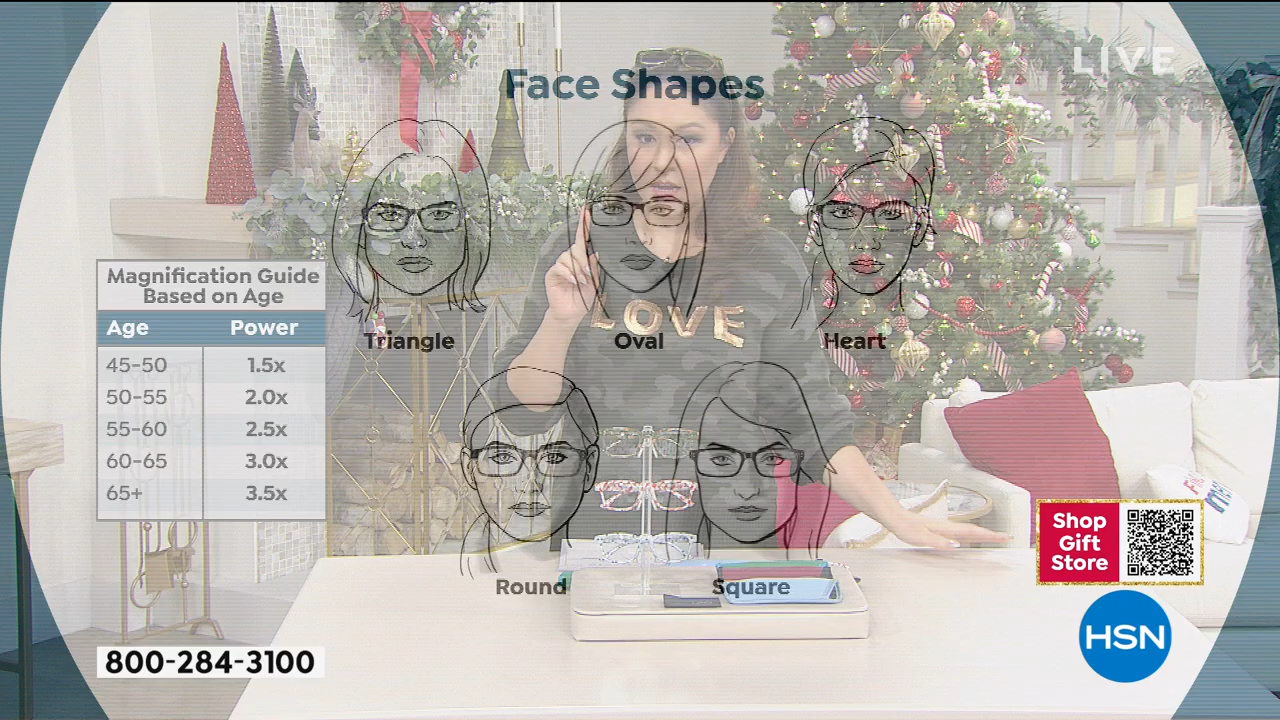 LIVE
Face Shapes
Triangle
Oval
Heart
LOVE
Magnification Guide
Based on Age
Age Power
45-50 1.5x
50-55 2.0x
55-60 2.5x
60-65 3.0x
65+ 3.5x
Round
Square
Shop
Gift
Store
HSN
800-284-3100